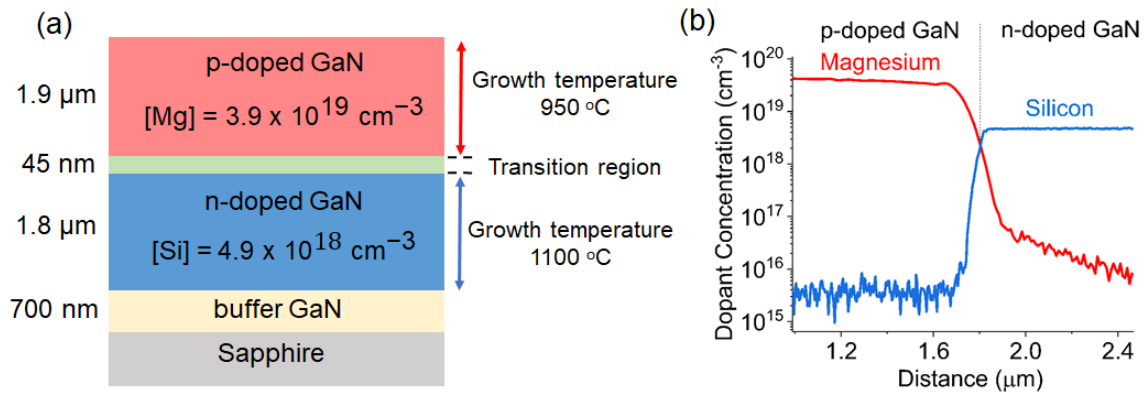 (a)
p-doped GaN
1.9 μm
[Mg] = 3.9 x 10¹⁹ cm⁻³
Growth temperature
950 °C
45 nm
Transition region
n-doped GaN
1.8 μm
[Si] = 4.9 x 10¹⁸ cm⁻³
Growth temperature
1100 °C
700 nm
buffer GaN
Sapphire
(b)
p-doped GaN
n-doped GaN
Magnesium
Silicon
Dopant Concentration (cm⁻³)
10²⁰
10¹⁹
10¹⁸
10¹⁷
10¹⁶
10¹⁵
1.2
1.6
2.0
2.4
Distance (μm)